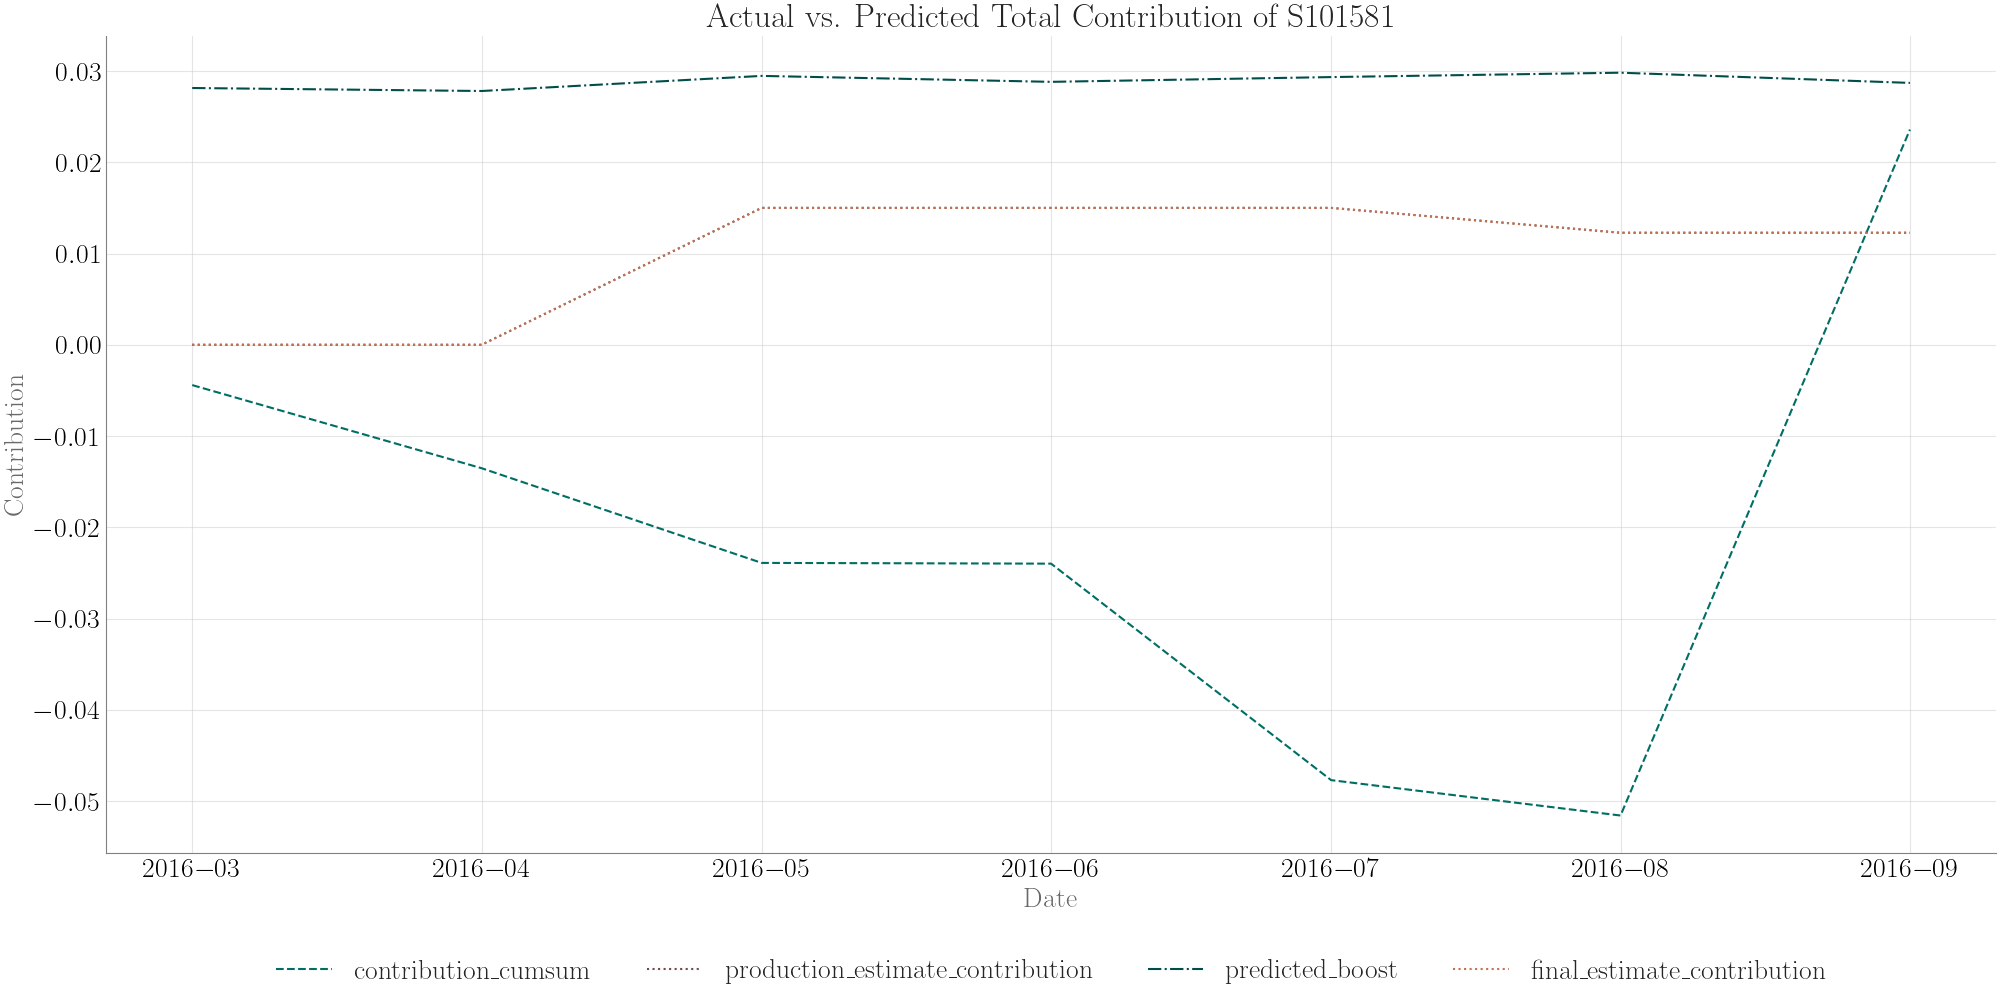 Actual vs. Predicted Total Contribution of S101581
0.03
0.02
0.01
0.00
−0.01
−0.02
−0.03
−0.04
−0.05
Contribution
2016−03 2016−04 2016−05 2016−06 2016−07 2016−08 2016−09
Date
contribution_cumsum production_estimate_contribution predicted_boost final_estimate_contribution